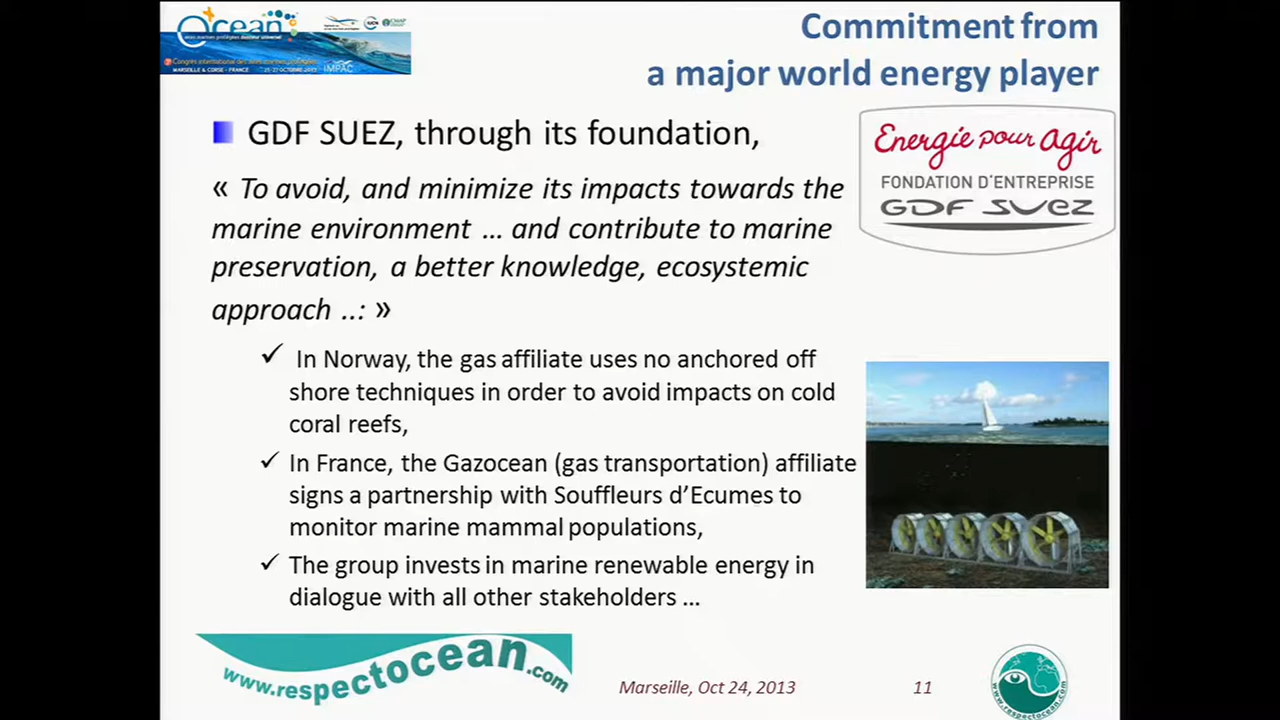 Ocean
Commitment from
a major world energy player
MARSEILLE & CORSE - FRANCE
IMPAC
GDF SUEZ, through its foundation,
Energie pour Agir
FONDATION D'ENTREPRISE
GDF SUEZ
« To avoid, and minimize its impacts towards the
marine environment … and contribute to marine
preservation, a better knowledge, ecosystemic
approach ..: »
In Norway, the gas affiliate uses no anchored off
shore techniques in order to avoid impacts on cold
coral reefs,
In France, the Gazocean (gas transportation) affiliate
signs a partnership with Souffleurs d'Ecumes to
monitor marine mammal populations,
The group invests in marine renewable energy in
dialogue with all other stakeholders …
www.respectocean.com
Marseille, Oct 24, 2013
11